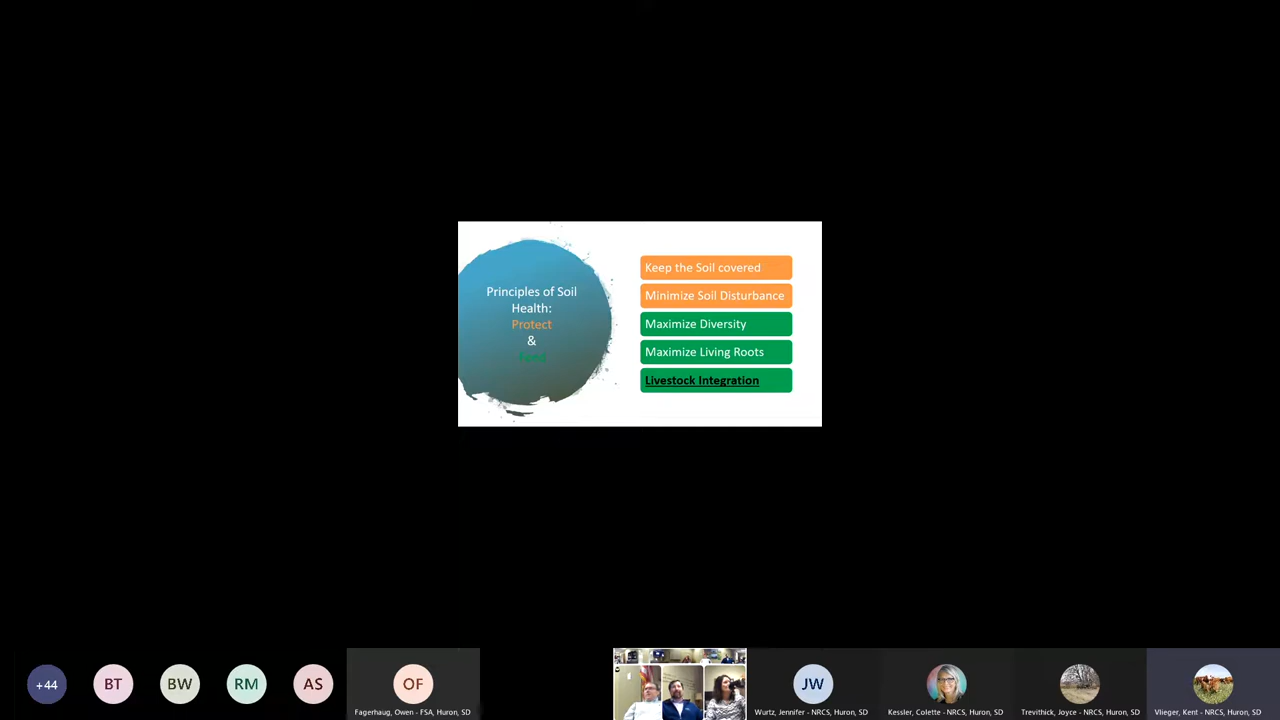 Principles of Soil
Health:
Protect
&
Feed
Keep the Soil covered
Minimize Soil Disturbance
Maximize Diversity
Maximize Living Roots
Livestock Integration
+44
BT
BW
RM
AS
OF
Fagerhaug, Owen - FSA, Huron, SD
JW
Wurtz, Jennifer - NRCS, Huron, SD
Kessler, Colette - NRCS, Huron, SD
Trevithick, Joyce - NRCS, Huron, SD
Vlieger, Kent - NRCS, Huron, SD